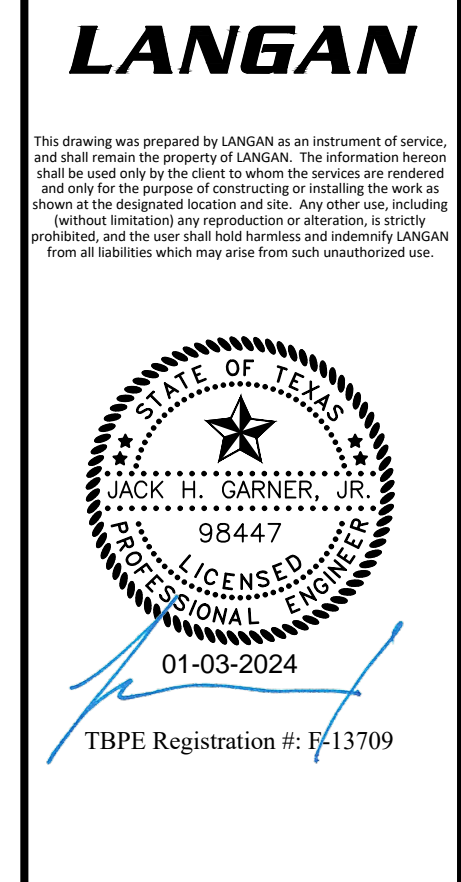 LANGAN
This drawing was prepared by LANGAN as an instrument of service,
and shall remain the property of LANGAN. The information hereon
shall be used only by the client to whom the services are rendered
and only for the purpose of constructing or installing the work as
shown at the designated location and site. Any other use, including
(without limitation) any reproduction or alteration, is strictly
prohibited, and the user shall hold harmless and indemnify LANGAN
from all liabilities which may arise from such unauthorized use.
STATE OF TEXAS
JACK H. GARNER, JR.
98447
LICENSED
PROFESSIONAL ENGINEER
01-03-2024
TBPE Registration #: F-13709